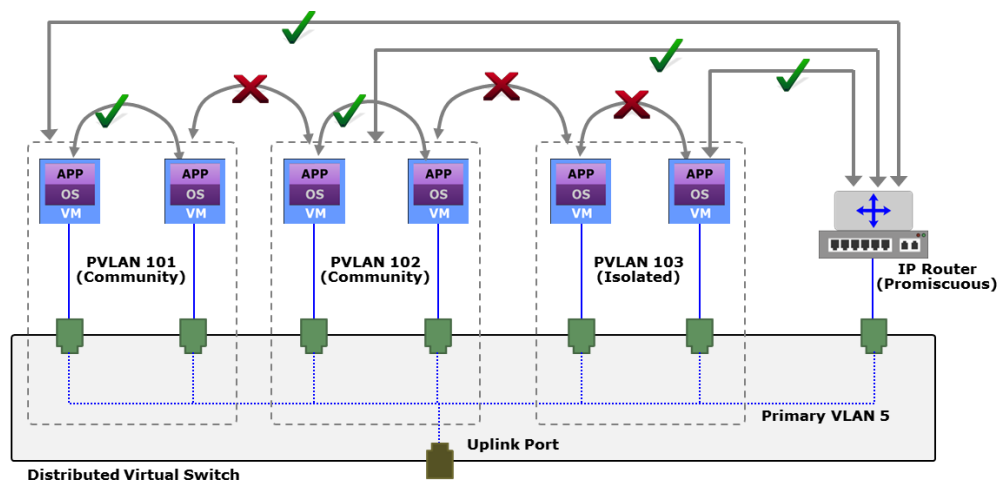 APP
OS
VM
APP
OS
VM
APP
OS
VM
APP
OS
VM
APP
OS
VM
APP
OS
VM
PVLAN 101
(Community)
PVLAN 102
(Community)
PVLAN 103
(Isolated)
IP Router
(Promiscuous)
Primary VLAN 5
Uplink Port
Distributed Virtual Switch